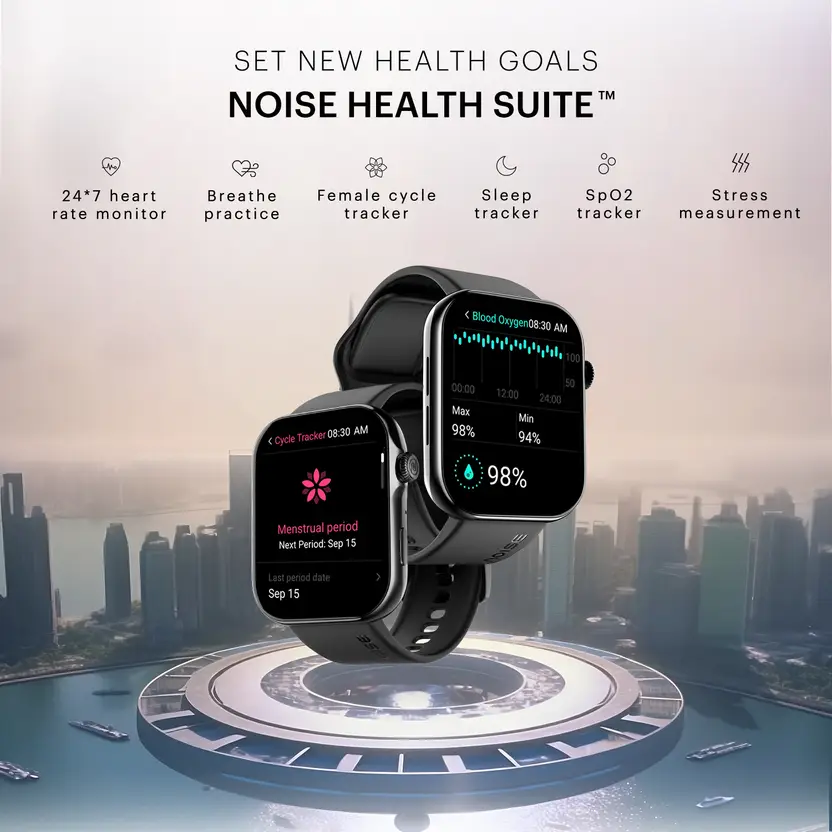 SET NEW HEALTH GOALS
NOISE HEALTH SUITE™
24*7 heart
rate monitor
Breathe
practice
Female cycle
tracker
Sleep
tracker
SpO2
tracker
Stress
measurement
< Blood Oxygen08:30 AM
100
50
00:00 12:00 24:00
Max Min
98% 94%
98%
< Cycle Tracker 08:30 AM
Menstrual period
Next Period: Sep 15
Last period date >
Sep 15
NOISE